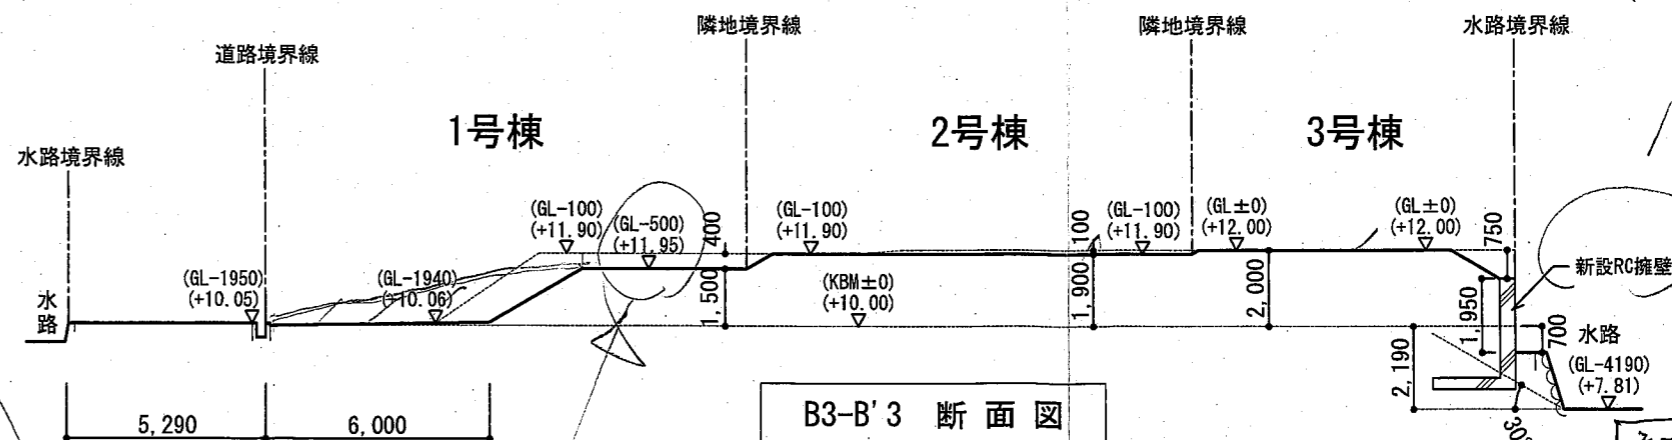 隣地境界線
隣地境界線
水路境界線
道路境界線
1号棟
2号棟
3号棟
水路境界線
(GL-100)
(+11.90)
(GL-500)
(+11.95)
400
(GL-100)
(+11.90)
100
(GL-100)
(+11.90)
(GL±0)
(+12.00)
(GL±0)
(+12.00)
750
新設RC擁壁
水路
(GL-1950)
(+10.05)
(GL-1940)
(+10.06)
1,500
(KBM±0)
(+10.00)
1,900
2,000
1,950
700
水路
2,190
(GL-4190)
(+7.81)
5,290
6,000
B3-B'3 断面図